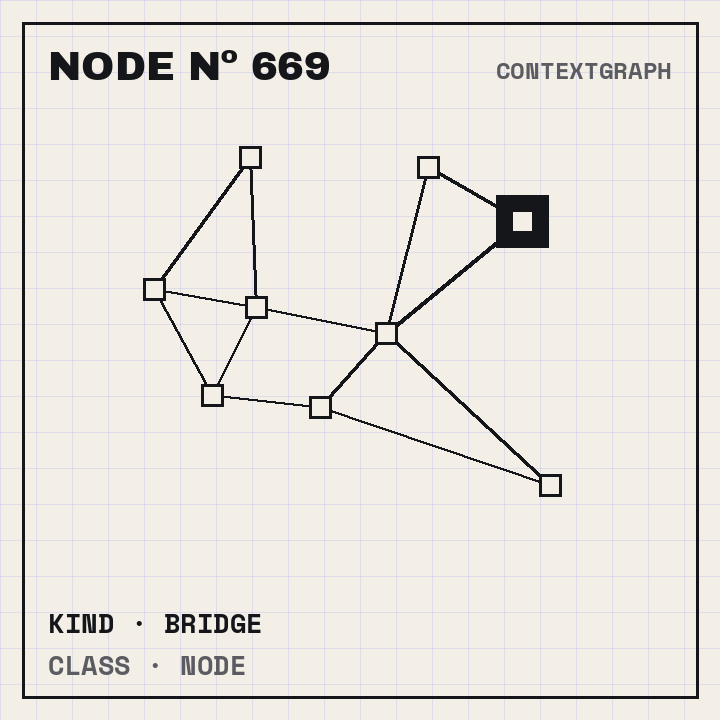 NODE Nº 669
CONTEXTGRAPH
KIND · BRIDGE
CLASS · NODE